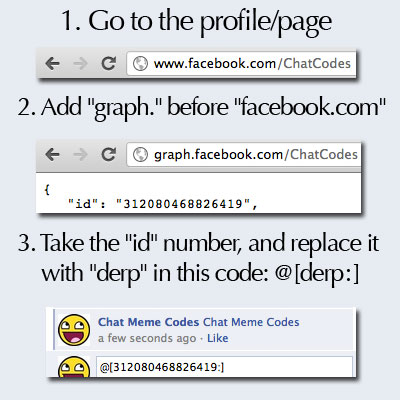 1. Go to the profile/page
www.facebook.com/ChatCodes
2. Add "graph." before "facebook.com"
graph.facebook.com/ChatCodes
{
"id": "312080468826419",
3. Take the "id" number, and replace it
with "derp" in this code: @[derp:]
Chat Meme Codes Chat Meme Codes
a few seconds ago · Like
@[312080468826419:]